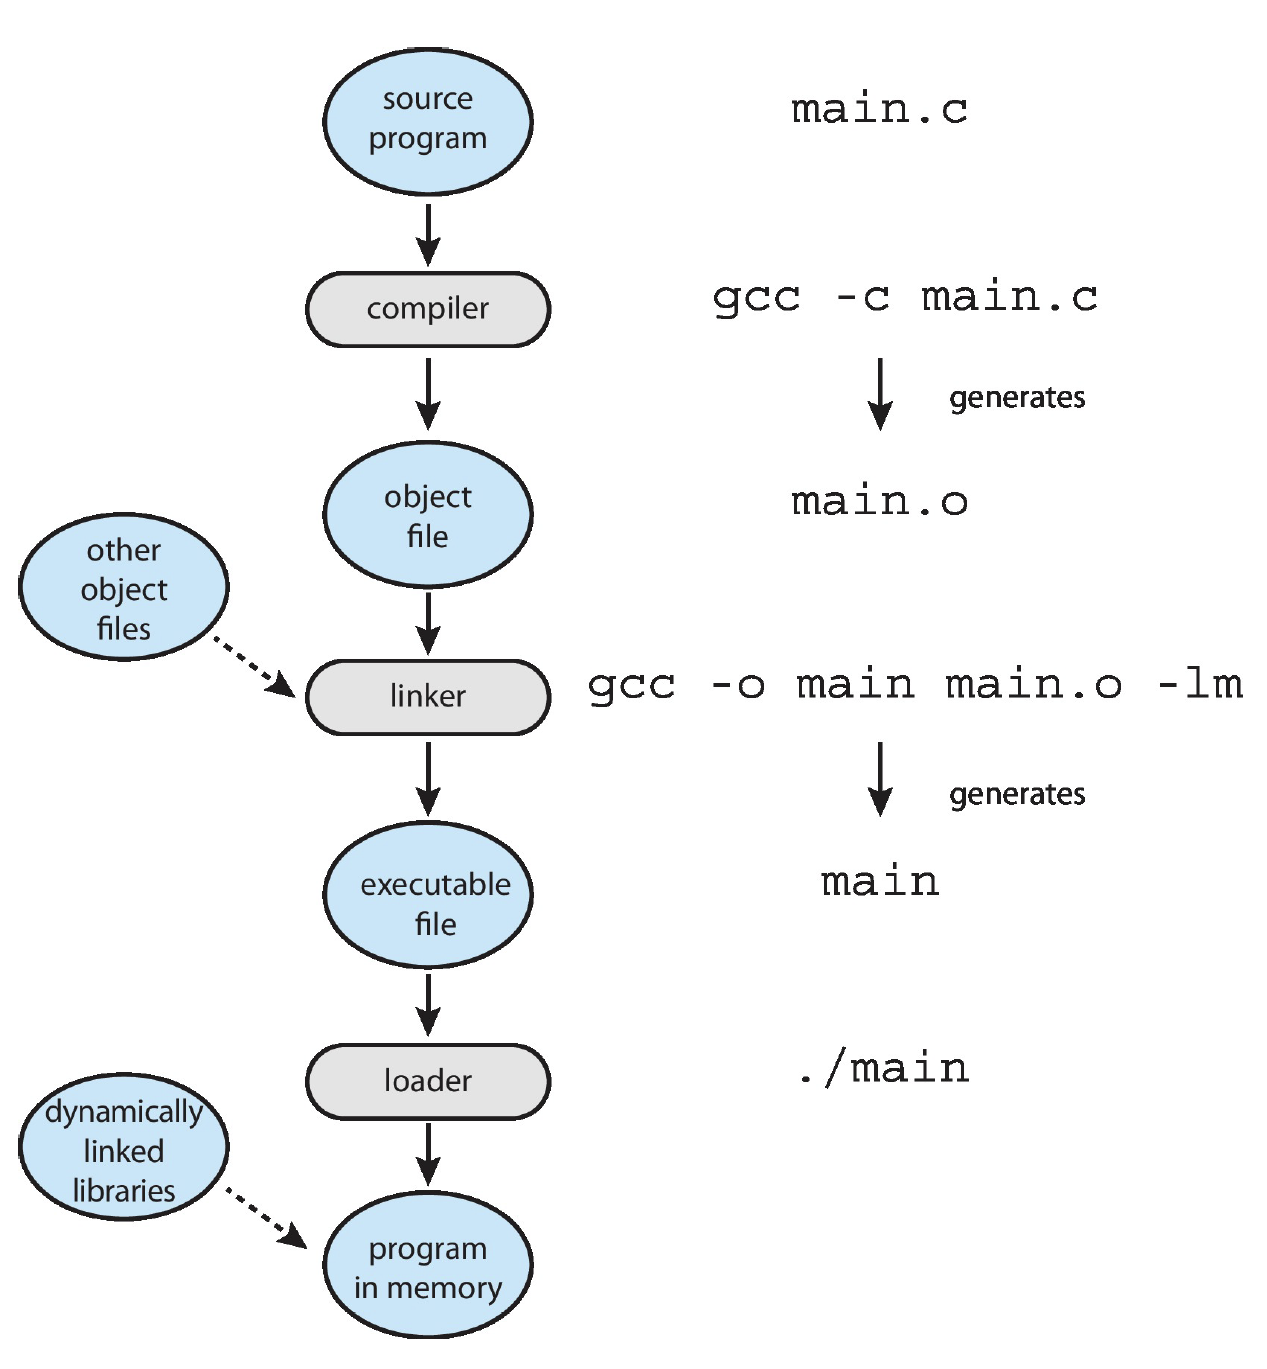 source
program
main.c
compiler
gcc -c main.c
generates
object
file
main.o
other
object
files
linker
gcc -o main main.o -lm
generates
executable
file
main
loader
./main
dynamically
linked
libraries
program
in memory